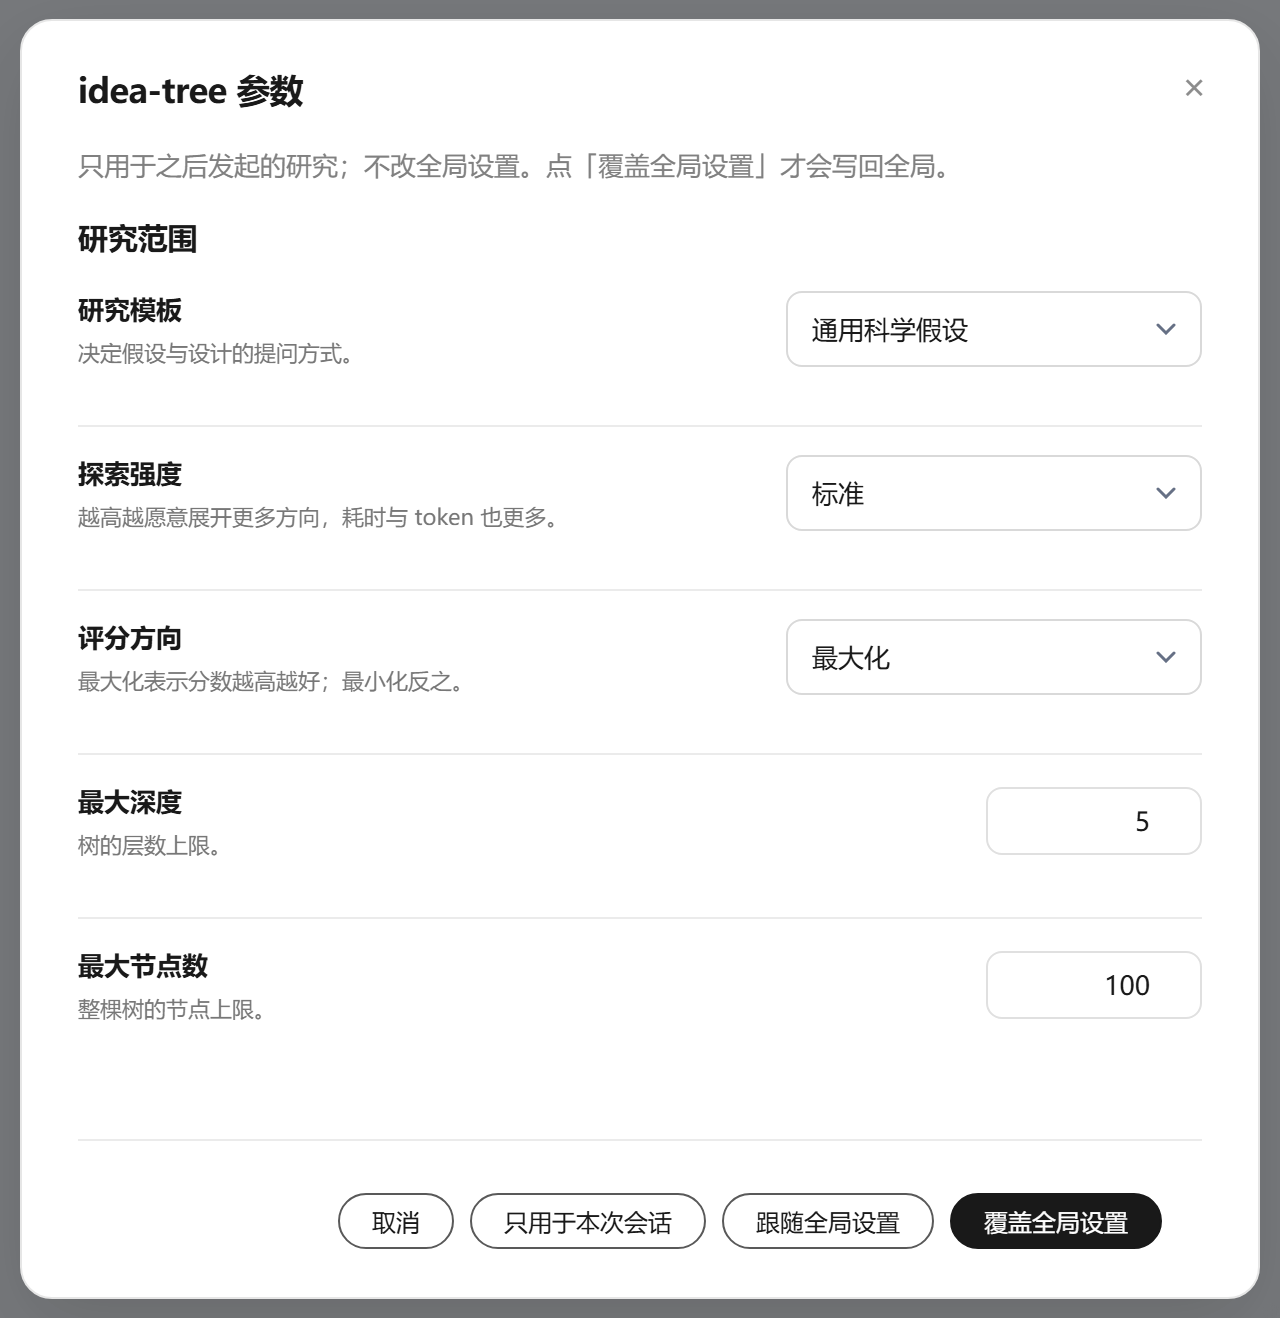 idea-tree 参数
只用于之后发起的研究；不改全局设置。点「覆盖全局设置」才会写回全局。
研究范围
研究模板
决定假设与设计的提问方式。
通用科学假设
探索强度
越高越愿意展开更多方向，耗时与 token 也更多。
标准
评分方向
最大化表示分数越高越好；最小化反之。
最大化
最大深度
树的层数上限。
5
最大节点数
整棵树的节点上限。
100
取消
只用于本次会话
跟随全局设置
覆盖全局设置